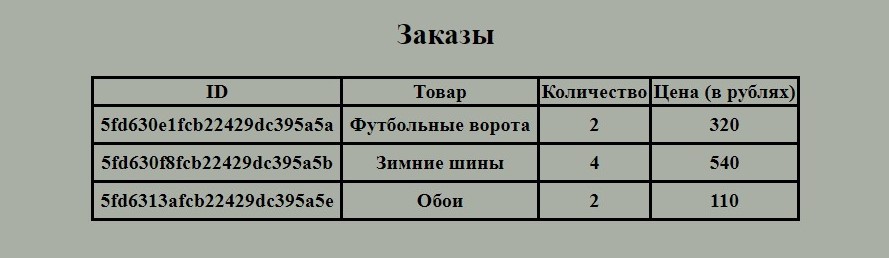 Заказы
ID Товар Количество Цена (в рублях)
5fd630e1fcb22429dc395a5a Футбольные ворота 2 320
5fd630f8fcb22429dc395a5b Зимние шины 4 540
5fd6313afcb22429dc395a5e Обои 2 110